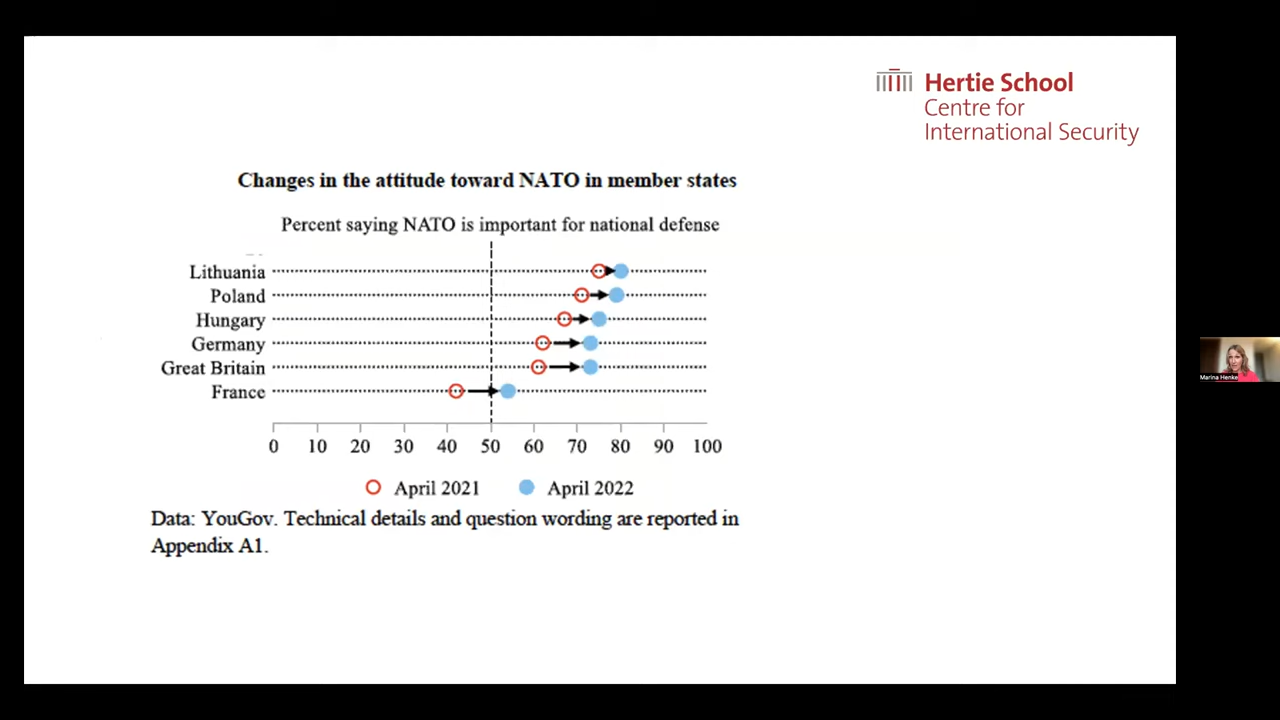 Hertie School
Centre for
International Security
Changes in the attitude toward NATO in member states
Percent saying NATO is important for national defense
Lithuania
Poland
Hungary
Germany
Great Britain
France
0 10 20 30 40 50 60 70 80 90 100
April 2021 April 2022
Data: YouGov. Technical details and question wording are reported in
Appendix A1.
Marina Henke